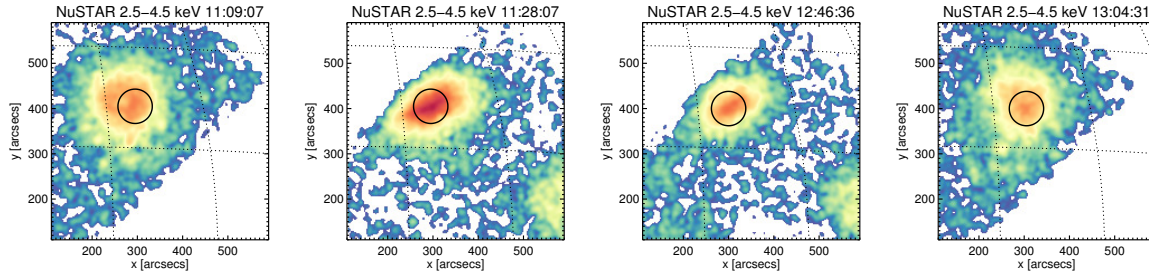 NuSTAR 2.5−4.5 keV 11:09:07
500
400
300
200
y [arcsecs]
200 300 400 500
x [arcsecs]
NuSTAR 2.5−4.5 keV 11:28:07
500
400
300
200
y [arcsecs]
200 300 400 500
x [arcsecs]
NuSTAR 2.5−4.5 keV 12:46:36
500
400
300
200
y [arcsecs]
200 300 400 500
x [arcsecs]
NuSTAR 2.5−4.5 keV 13:04:31
500
400
300
200
y [arcsecs]
200 300 400 500
x [arcsecs]